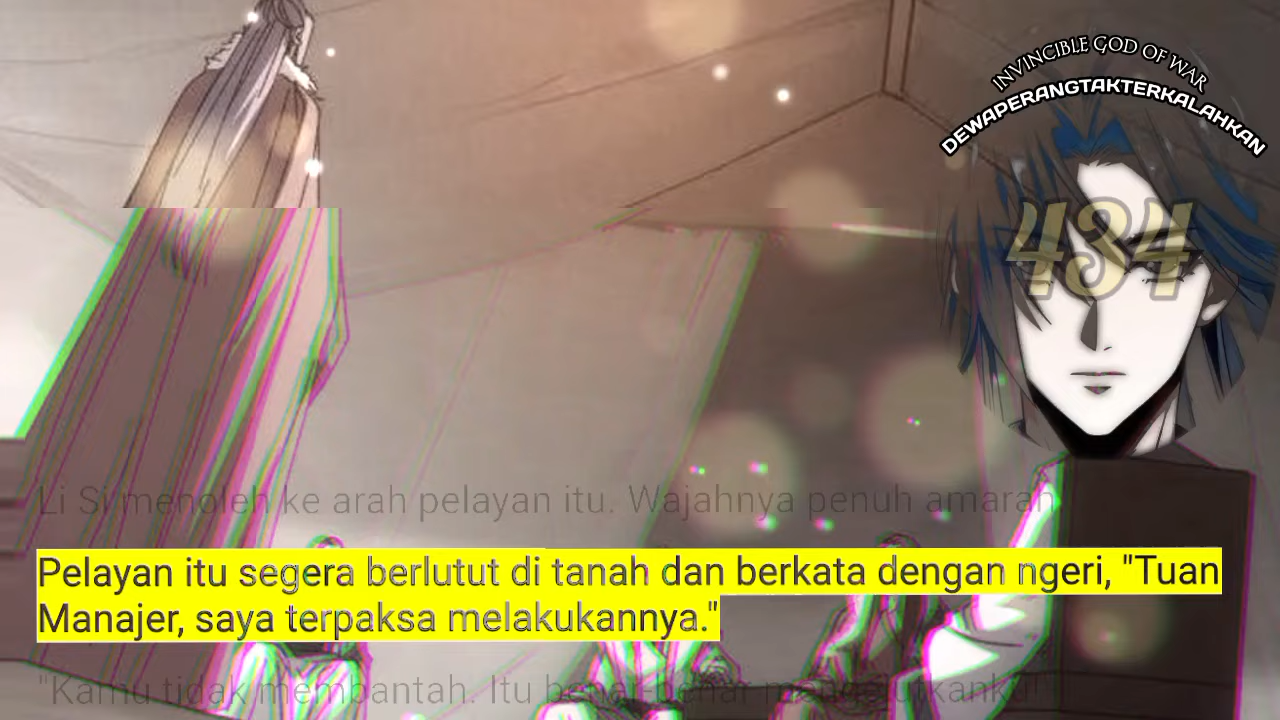 INVINCIBLE GOD OF WAR
DEWAPERANGTAKTERKALAHKAN
434
Li Si menoleh ke arah pelayan itu. Wajahnya penuh amarah.
Pelayan itu segera berlutut di tanah dan berkata dengan ngeri, "Tuan
Manajer, saya terpaksa melakukannya."
"Kamu tidak membantah. Itu benar-benar mengejutkanku!"